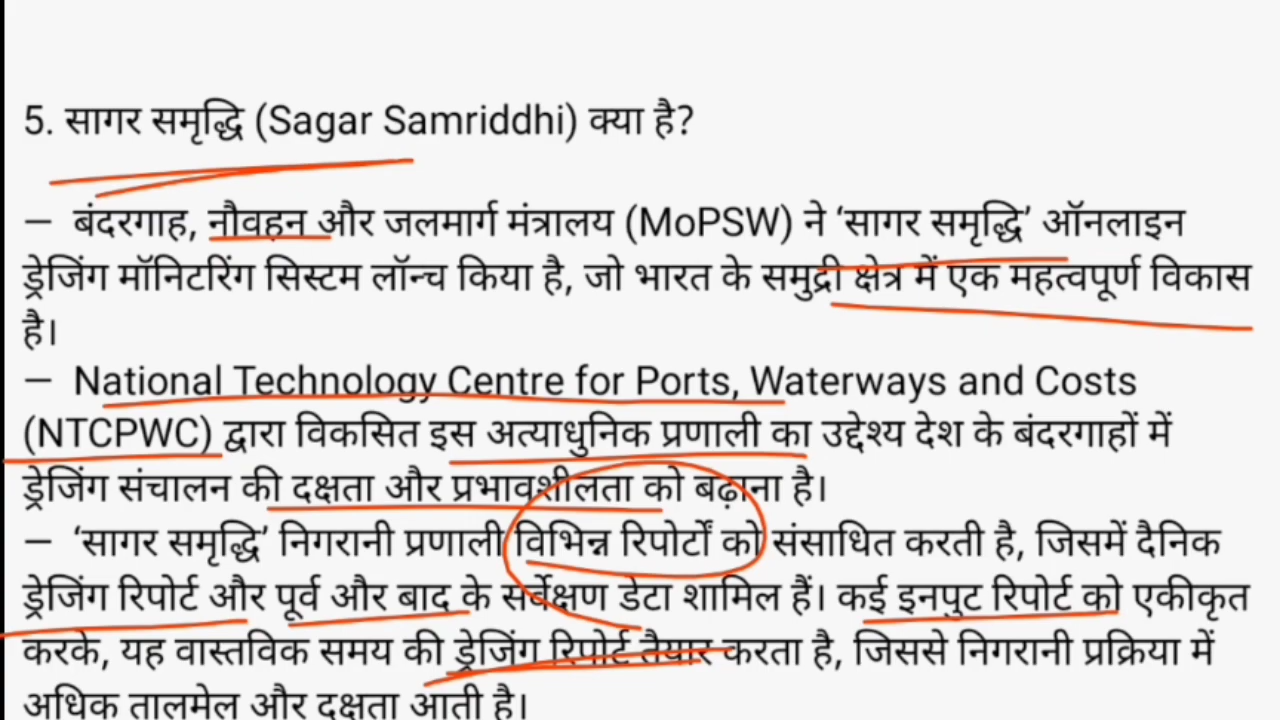 5. सागर समृद्धि (Sagar Samriddhi) क्या है?
— बंदरगाह, नौवहन और जलमार्ग मंत्रालय (MoPSW) ने ‘सागर समृद्धि’ ऑनलाइन
ड्रेजिंग मॉनिटरिंग सिस्टम लॉन्च किया है, जो भारत के समुद्री क्षेत्र में एक महत्वपूर्ण विकास
है।
— National Technology Centre for Ports, Waterways and Costs
(NTCPWC) द्वारा विकसित इस अत्याधुनिक प्रणाली का उद्देश्य देश के बंदरगाहों में
ड्रेजिंग संचालन की दक्षता और प्रभावशीलता को बढ़ाना है।
— ‘सागर समृद्धि’ निगरानी प्रणाली विभिन्न रिपोर्टों को संसाधित करती है, जिसमें दैनिक
ड्रेजिंग रिपोर्ट और पूर्व और बाद के सर्वेक्षण डेटा शामिल हैं। कई इनपुट रिपोर्ट को एकीकृत
करके, यह वास्तविक समय की ड्रेजिंग रिपोर्ट तैयार करता है, जिससे निगरानी प्रक्रिया में
अधिक तालमेल और दक्षता आती है।